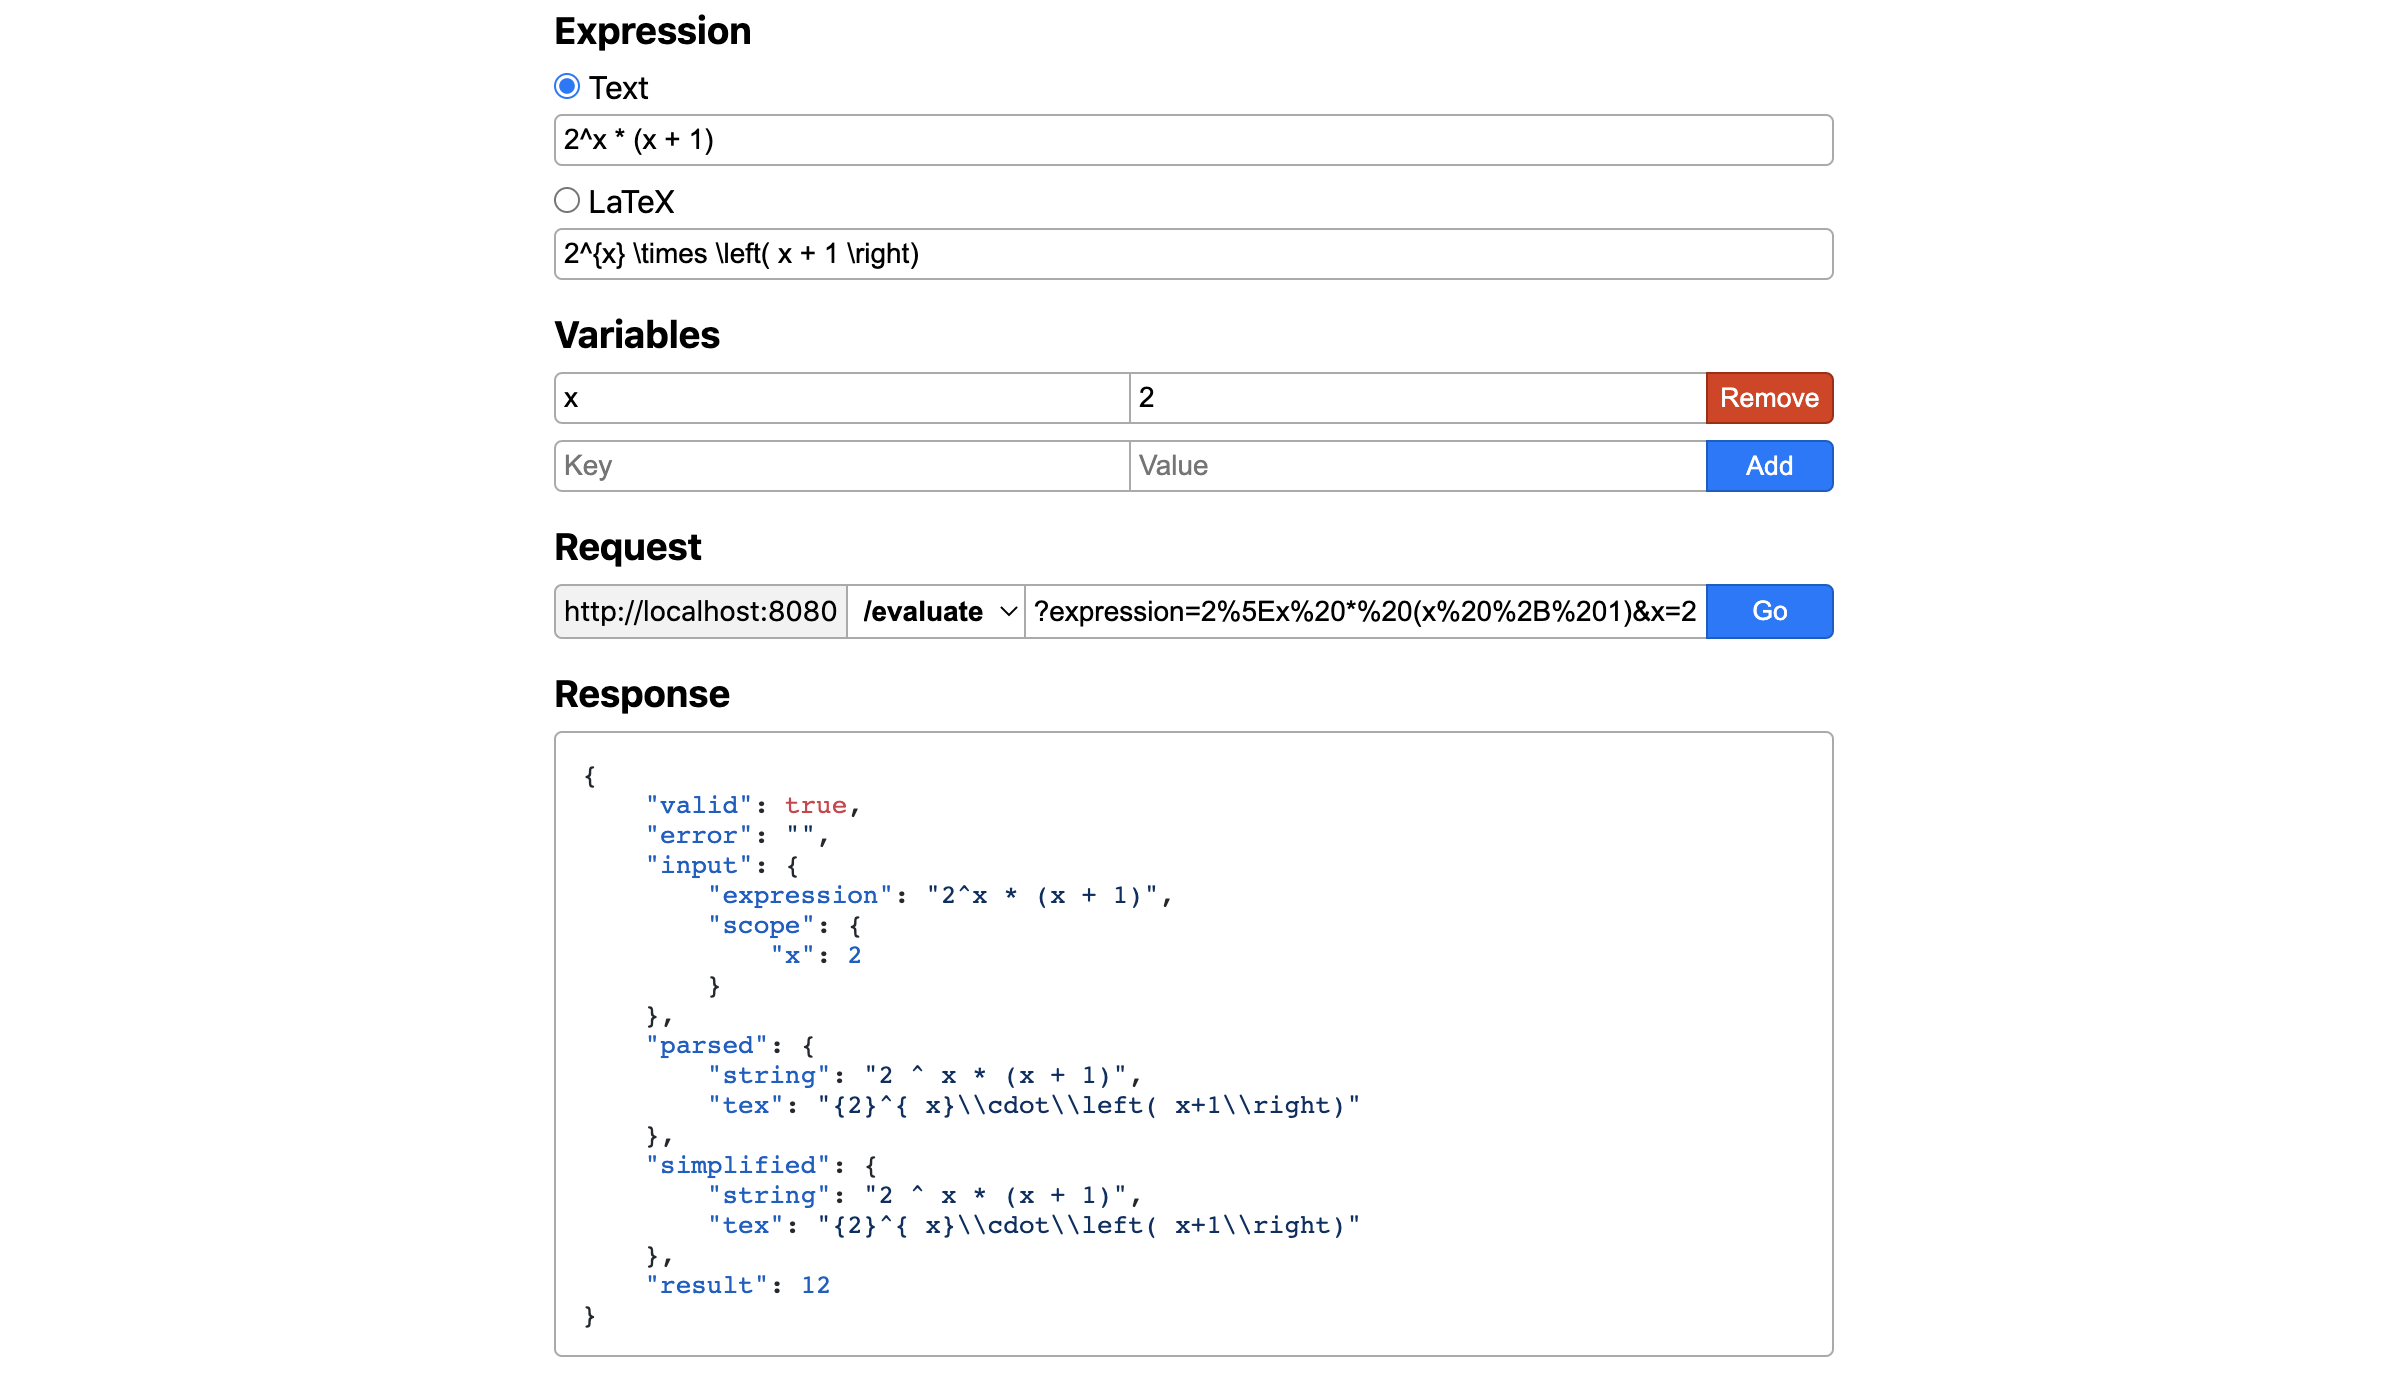 Expression
Text
2^x * (x + 1)
LaTeX
2^{x} \times \left( x + 1 \right)
Variables
x 2 Remove
Key Value Add
Request
http://localhost:8080 /evaluate ?expression=2%5Ex%20*%20(x%20%2B%201)&x=2 Go
Response
{
    "valid": true,
    "error": "",
    "input": {
        "expression": "2^x * (x + 1)",
        "scope": {
            "x": 2
        }
    },
    "parsed": {
        "string": "2 ^ x * (x + 1)",
        "tex": "{2}^{ x}\\cdot\\left( x+1\\right)"
    },
    "simplified": {
        "string": "2 ^ x * (x + 1)",
        "tex": "{2}^{ x}\\cdot\\left( x+1\\right)"
    },
    "result": 12
}